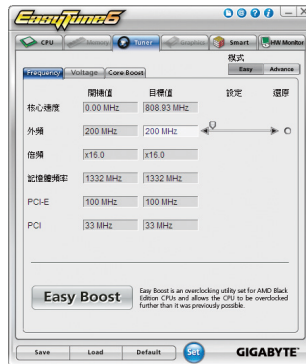 EasyTune6
CPU Memory Tuner Graphics Smart HW Monitor
模式
Easy Advance
Frequency Voltage Core Boost
開機值 目標值 設定 還原
核心速度 0.00 MHz 808.93 MHz
外頻 200 MHz 200 MHz
倍頻 x16.0 x16.0
記憶體頻率 1332 MHz 1332 MHz
PCI-E 100 MHz 100 MHz
PCI 33 MHz 33 MHz
Easy Boost
Easy Boost is an overclocking utility set for AMD Black
Edition CPUs and allows the CPU to be overclocked
further than it was previously possible.
Save Load Default Set GIGABYTE